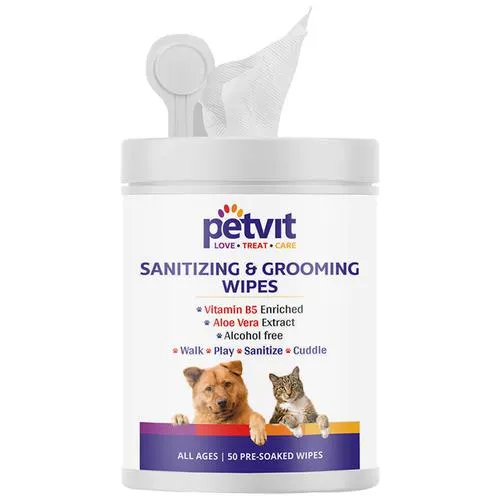 petvit
LOVE • TREAT • CARE
SANITIZING & GROOMING
WIPES
Vitamin B5 Enriched
Aloe Vera Extract
Alcohol free
Walk Play Sanitize Cuddle
ALL AGES | 50 PRE-SOAKED WIPES